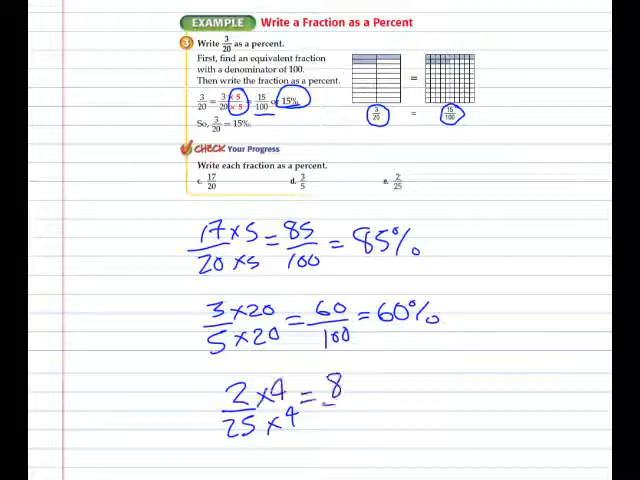 EXAMPLE Write a Fraction as a Percent
3 Write 3/20 as a percent.
First, find an equivalent fraction
with a denominator of 100.
Then write the fraction as a percent.
3/20 = 3 × 5/20 × 5 = 15/100 or 15%
3/20 = 15/100
So, 3/20 = 15%.
CHECK Your Progress
Write each fraction as a percent.
c. 17/20 d. 3/5 e. 2/25
17 × 5/20 × 5 = 85/100 = 85%
3 × 20/5 × 20 = 60/100 = 60%
2 × 4/25 × 4 = 8